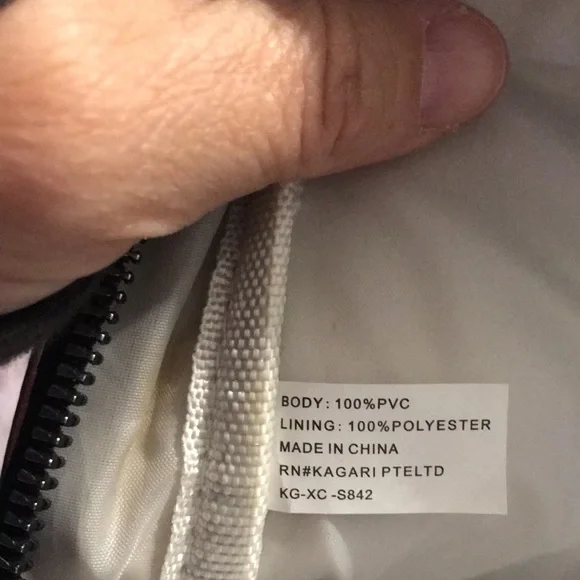 BODY: 100%PVC
LINING: 100%POLYESTER
MADE IN CHINA
RN#KAGARI PTELTD
KG-XC -S842